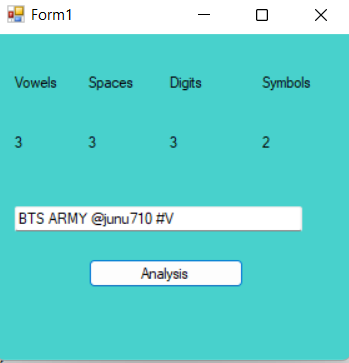 Form1
Vowels Spaces Digits Symbols
3 3 3 2
BTS ARMY @junu710 #V
Analysis